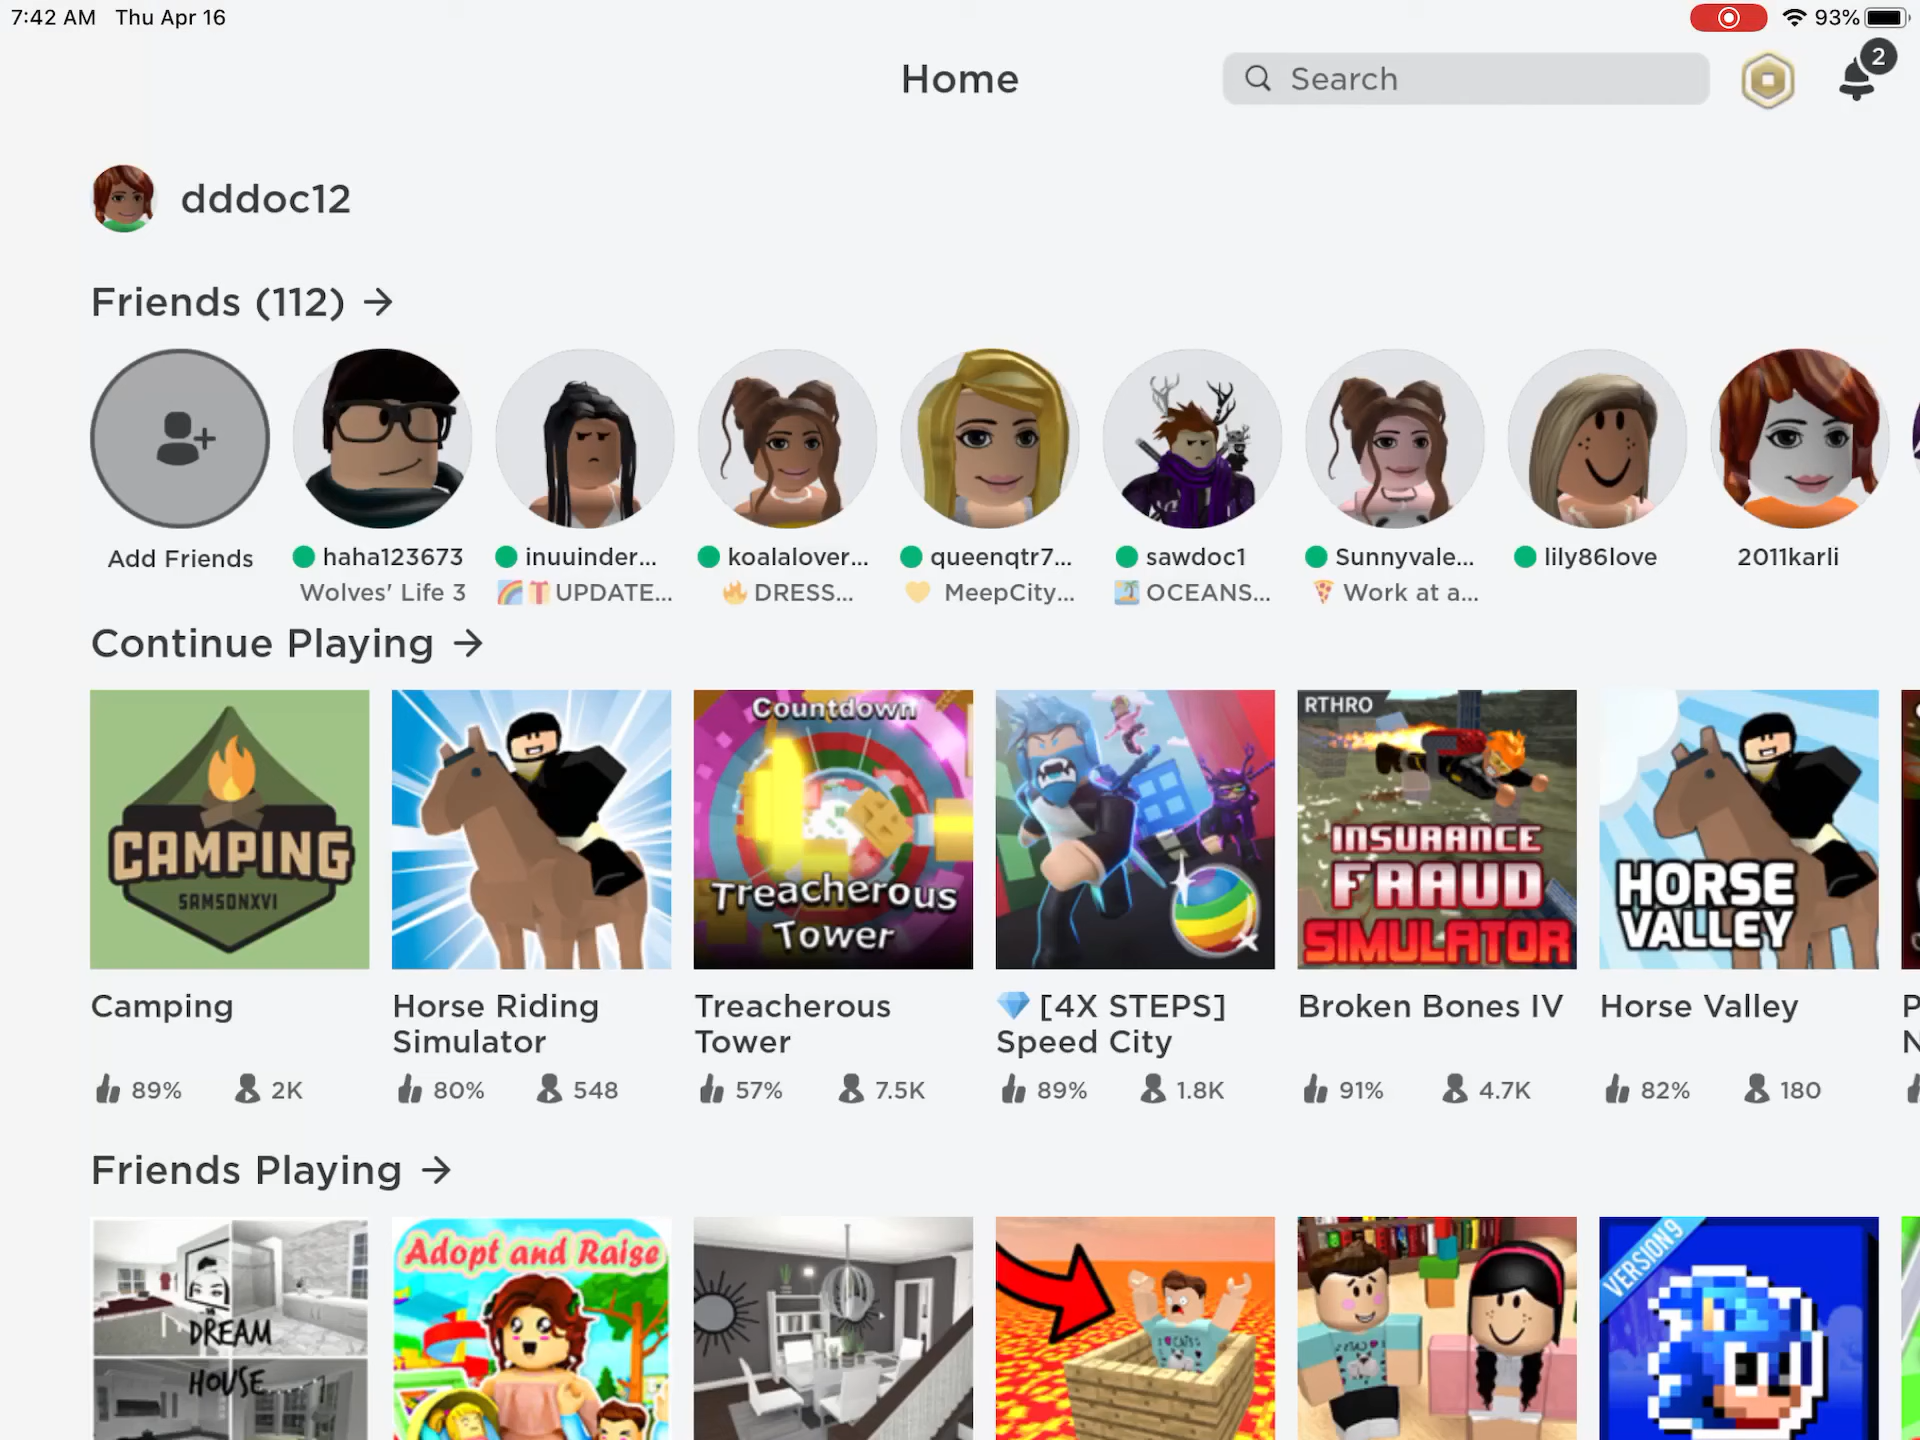 7:42 AM Thu Apr 16
93%
Home
Search
2
dddoc12
Friends (112) →
Add Friends
haha123673
Wolves' Life 3
inuuinder...
UPDATE...
koalalover...
DRESS...
queenqtr7...
MeepCity...
sawdoc1
OCEANS...
Sunnyvale...
Work at a...
lily86love
2011karli
Continue Playing →
CAMPING
SAMSONXVI
Countdown
Treacherous
Tower
RTHRO
INSURANCE
FRAUD
SIMULATOR
HORSE
VALLEY
Camping
89% 2K
Horse Riding
Simulator
80% 548
Treacherous
Tower
57% 7.5K
[4X STEPS]
Speed City
89% 1.8K
Broken Bones IV
91% 4.7K
Horse Valley
82% 180
P
N
Friends Playing →
DREAM
HOUSE
Adopt and Raise
VERSION 9